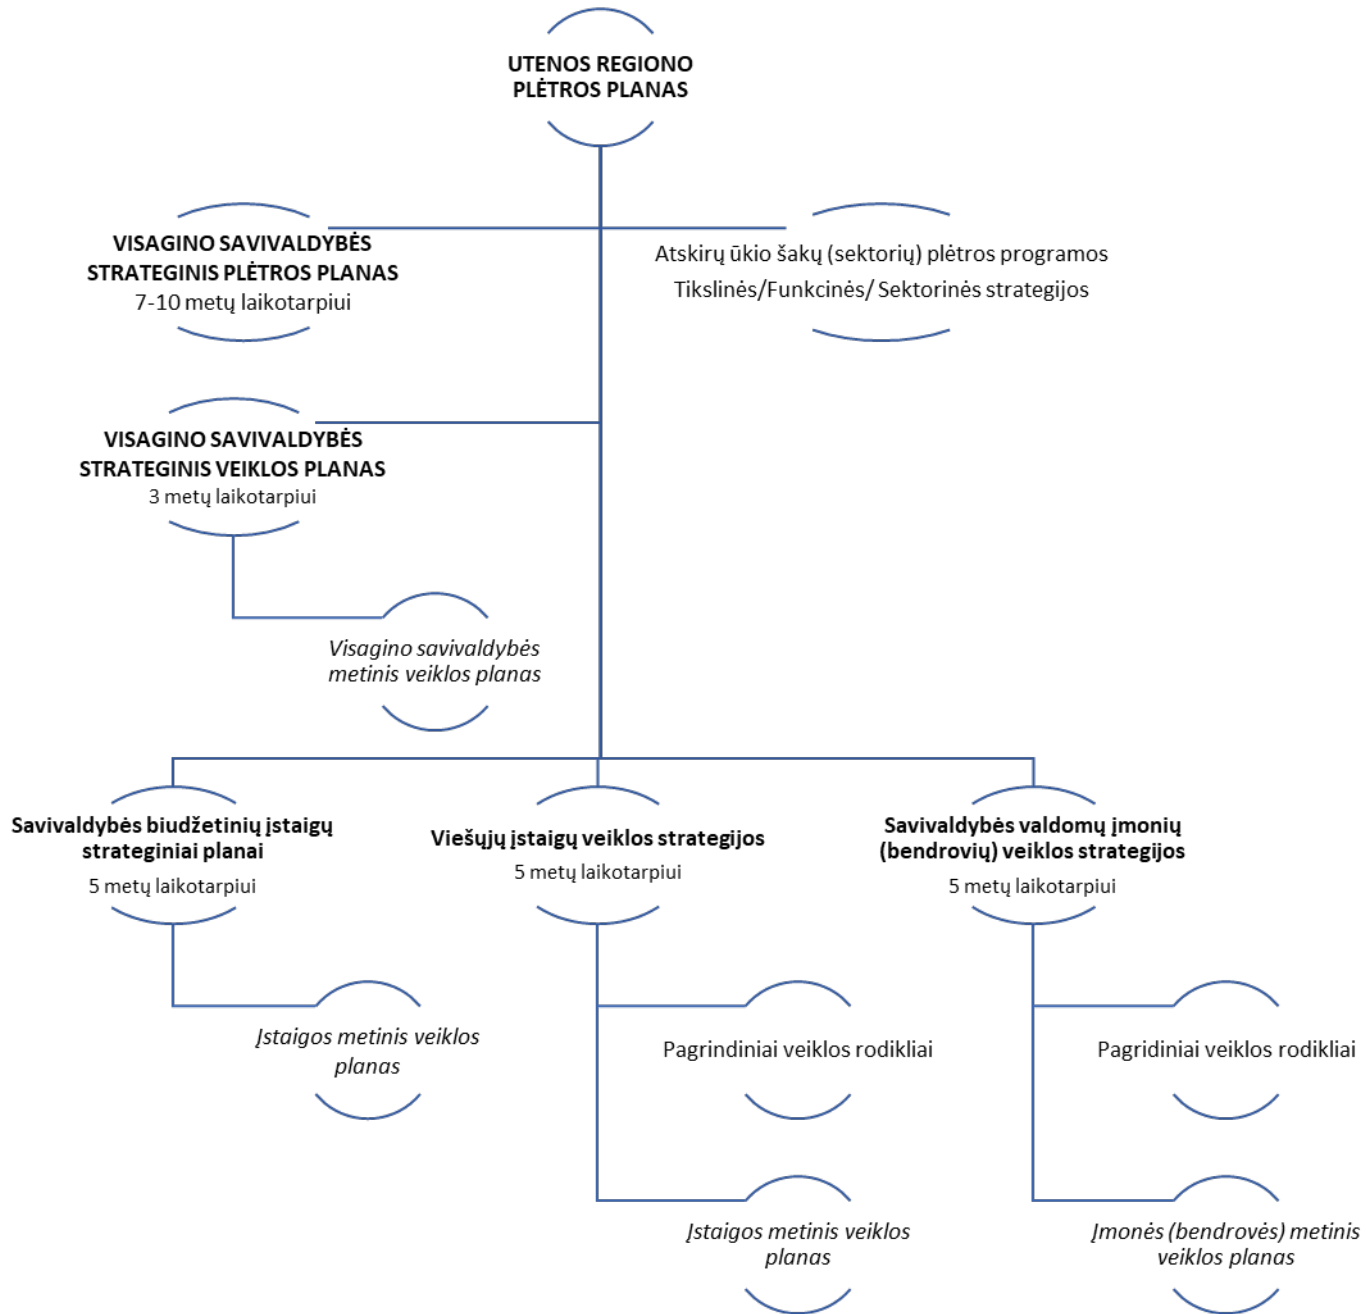 UTENOS REGIONO
PLĖTROS PLANAS
VISAGINO SAVIVALDYBĖS
STRATEGINIS PLĖTROS PLANAS
7-10 metų laikotarpiui
Atskirų ūkio šakų (sektorių) plėtros programos
Tikslinės/Funkcinės/ Sektorinės strategijos
VISAGINO SAVIVALDYBĖS
STRATEGINIS VEIKLOS PLANAS
3 metų laikotarpiui
Visagino savivaldybės
metinis veiklos planas
Savivaldybės biudžetinių įstaigų
strateginiai planai
5 metų laikotarpiui
Viešųjų įstaigų veiklos strategijos
5 metų laikotarpiui
Savivaldybės valdomų įmonių
(bendrovių) veiklos strategijos
5 metų laikotarpiui
Įstaigos metinis veiklos
planas
Pagrindiniai veiklos rodikliai
Pagridiniai veiklos rodikliai
Įstaigos metinis veiklos
planas
Įmonės (bendrovės) metinis
veiklos planas